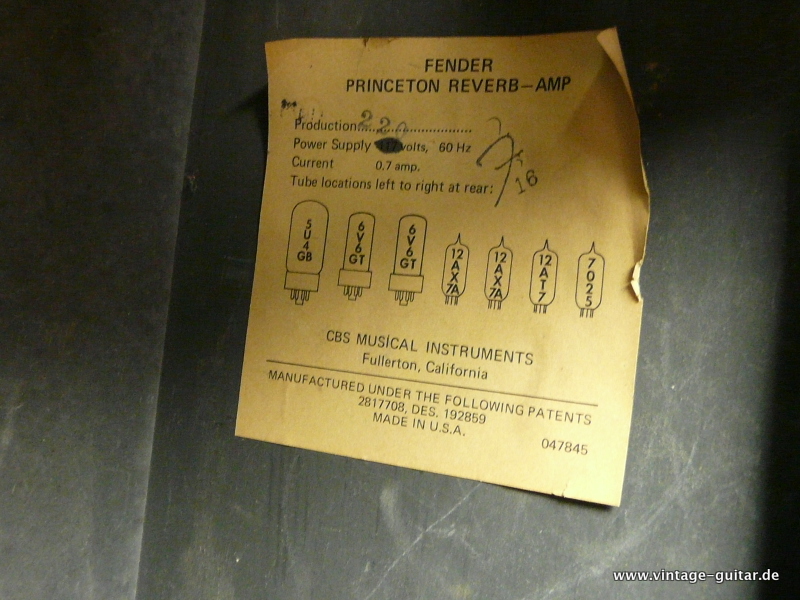 FENDER
PRINCETON REVERB-AMP
Production.......................
220
Power Supply 117 volts, 60 Hz
Current 0.7 amp.
Tube locations left to right at rear:
16
5U4GB 6V6GT 6V6GT 12AX7A 12AX7A 12AT7 7025
CBS MUSICAL INSTRUMENTS
Fullerton, California
MANUFACTURED UNDER THE FOLLOWING PATENTS
2817708, DES. 192859
MADE IN U.S.A.
047845
www.vintage-guitar.de